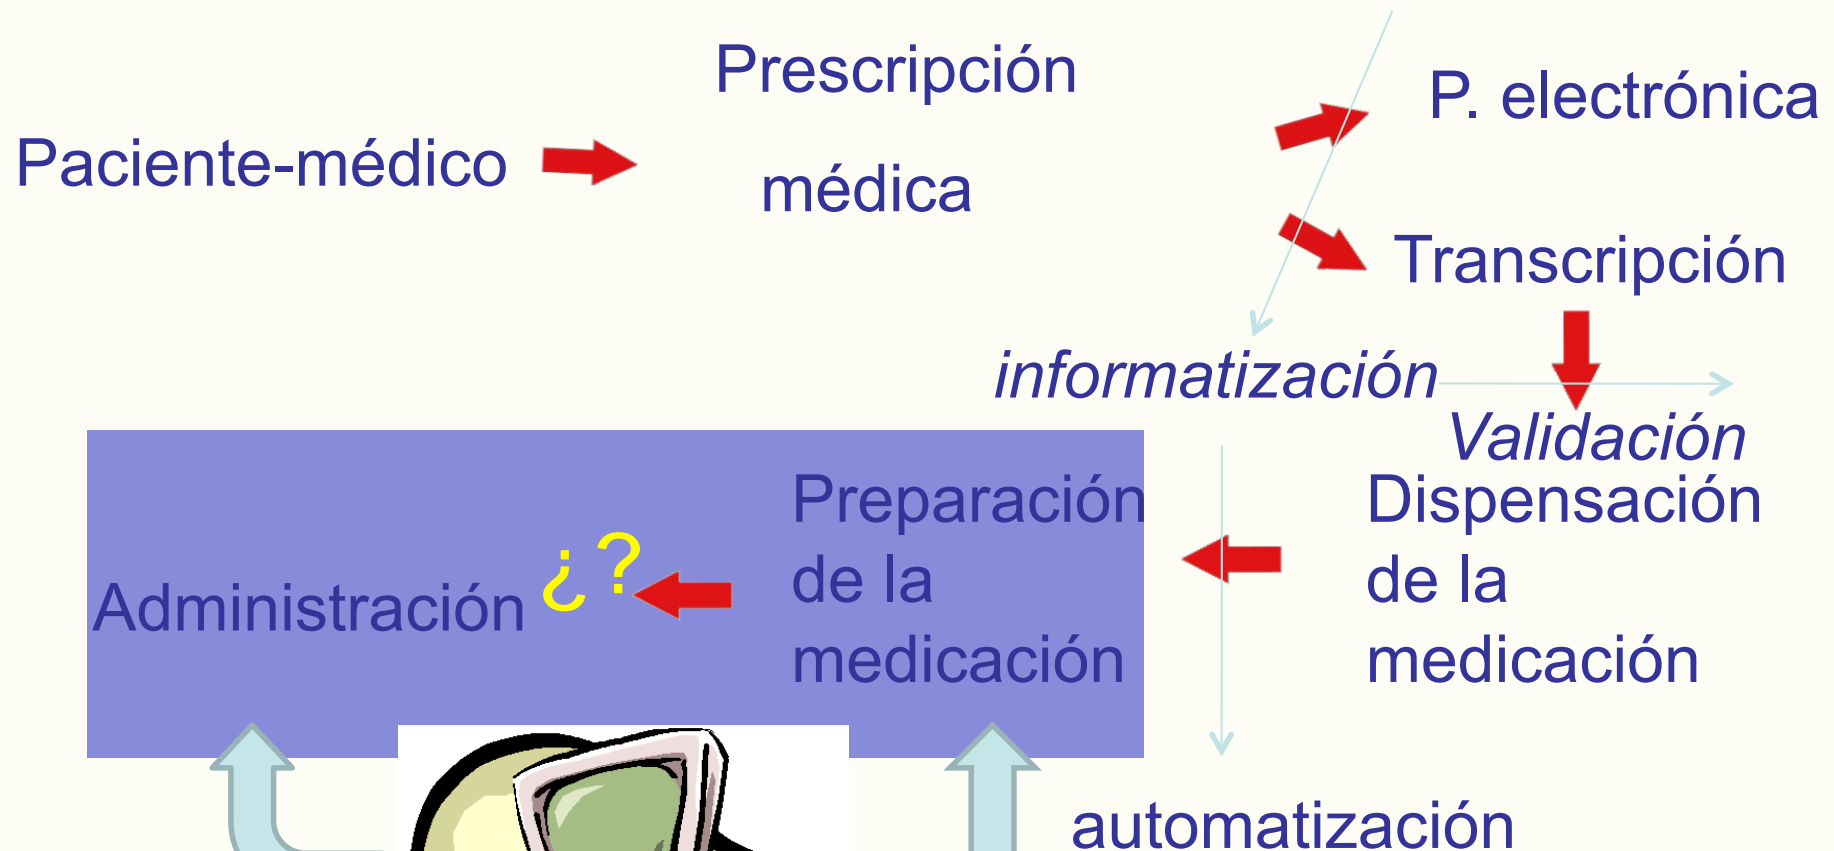 Paciente-médico
Prescripción
médica
P. electrónica
Transcripción
informatización
Validación
Dispensación
de la
medicación
Preparación
de la
medicación
¿?
Administración
automatización